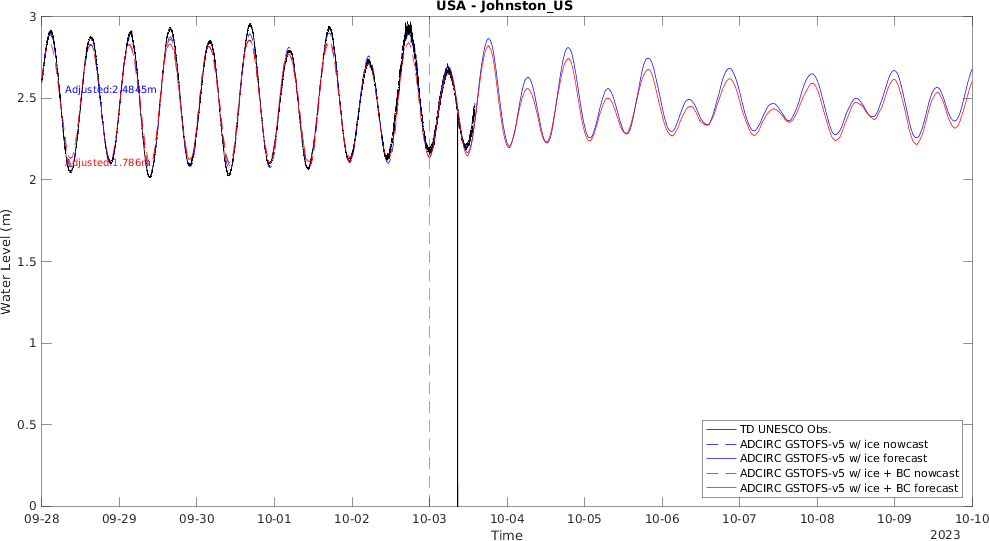 USA - Johnston_US
Water Level (m)
3
2.5
2
1.5
1
0.5
0
Adjusted:2.4845m
Adjusted:1.786m
TD UNESCO Obs.
ADCIRC GSTOFS-v5 w/ ice nowcast
ADCIRC GSTOFS-v5 w/ ice forecast
ADCIRC GSTOFS-v5 w/ ice + BC nowcast
ADCIRC GSTOFS-v5 w/ ice + BC forecast
09-28 09-29 09-30 10-01 10-02 10-03 10-04 10-05 10-06 10-07 10-08 10-09 10-10
Time
2023